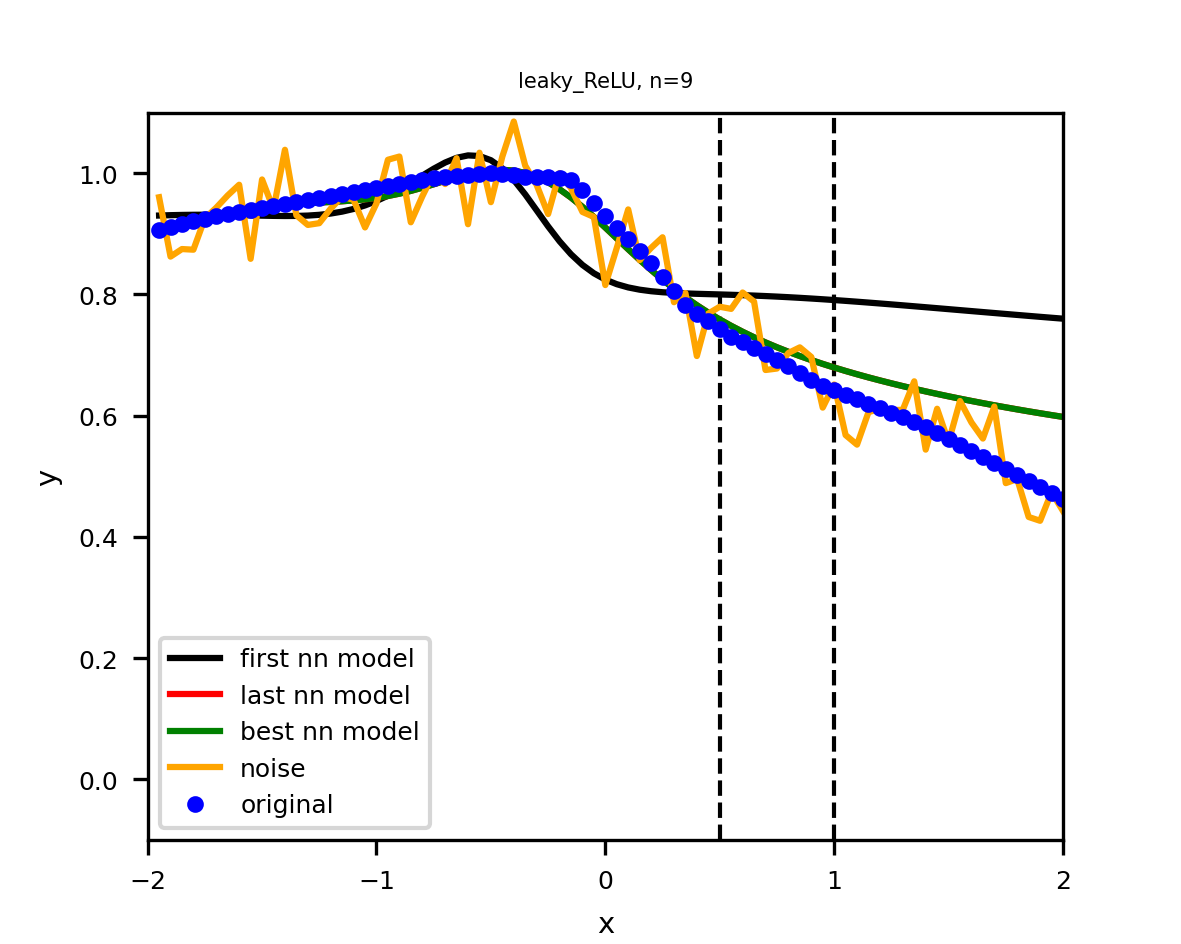 leaky_ReLU, n=9
1.0
0.8
0.6
0.4
0.2
0.0
y
first nn model
last nn model
best nn model
noise
original
−2
−1
0
1
2
x